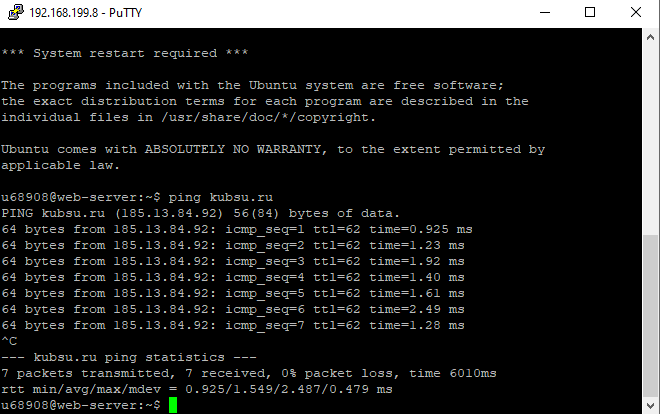 192.168.199.8 - PuTTY
*** System restart required ***
The programs included with the Ubuntu system are free software;
the exact distribution terms for each program are described in the
individual files in /usr/share/doc/*/copyright.
Ubuntu comes with ABSOLUTELY NO WARRANTY, to the extent permitted by
applicable law.
u68908@web-server:~$ ping kubsu.ru
PING kubsu.ru (185.13.84.92) 56(84) bytes of data.
64 bytes from 185.13.84.92: icmp_seq=1 ttl=62 time=0.925 ms
64 bytes from 185.13.84.92: icmp_seq=2 ttl=62 time=1.23 ms
64 bytes from 185.13.84.92: icmp_seq=3 ttl=62 time=1.92 ms
64 bytes from 185.13.84.92: icmp_seq=4 ttl=62 time=1.40 ms
64 bytes from 185.13.84.92: icmp_seq=5 ttl=62 time=1.61 ms
64 bytes from 185.13.84.92: icmp_seq=6 ttl=62 time=2.49 ms
64 bytes from 185.13.84.92: icmp_seq=7 ttl=62 time=1.28 ms
^C
--- kubsu.ru ping statistics ---
7 packets transmitted, 7 received, 0% packet loss, time 6010ms
rtt min/avg/max/mdev = 0.925/1.549/2.487/0.479 ms
u68908@web-server:~$